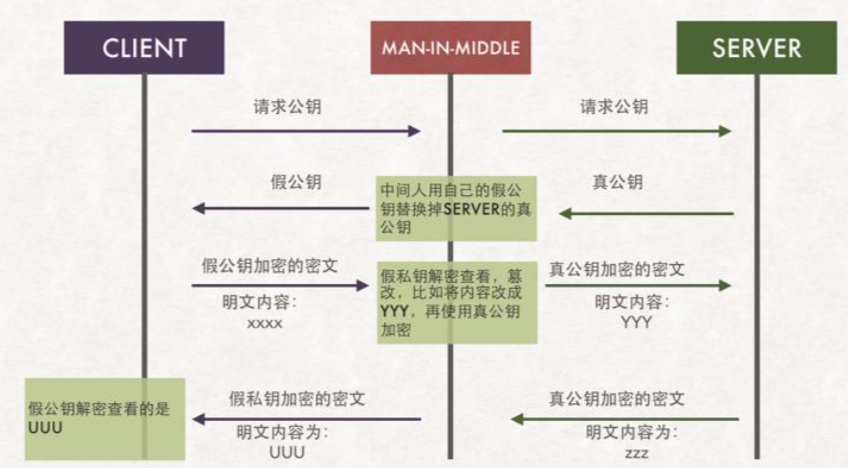 CLIENT
MAN-IN-MIDDLE
SERVER
请求公钥
请求公钥
假公钥
中间人用自己的假公
钥替换掉SERVER的真
公钥
真公钥
假公钥加密的密文
明文内容：
xxxx
假私钥解密查看，篡
改，比如将内容改成
YYY，再使用真公钥
加密
真公钥加密的密文
明文内容：
YYY
假公钥解密查看的是
UUU
假私钥加密的密文
明文内容为：
UUU
真公钥加密的密文
明文内容为：
zzz